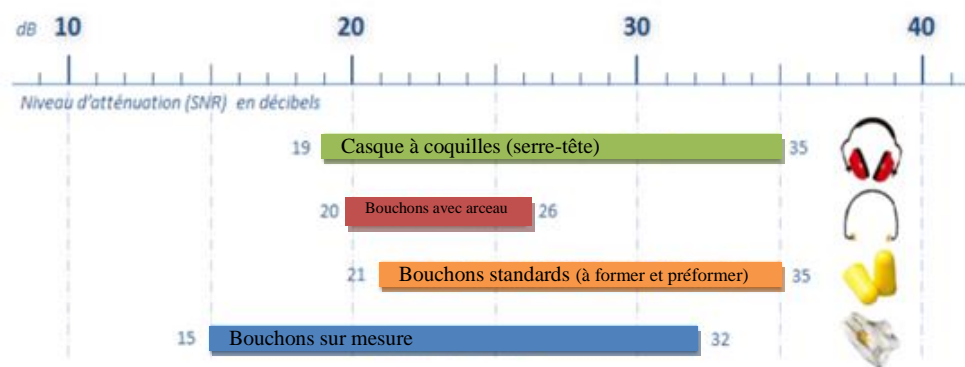 dB 10 20 30 40
Niveau d'atténuation (SNR) en décibels
19 Casque à coquilles (serre-tête) 35
20 Bouchons avec arceau 26
21 Bouchons standards (à former et préformer) 35
15 Bouchons sur mesure 32